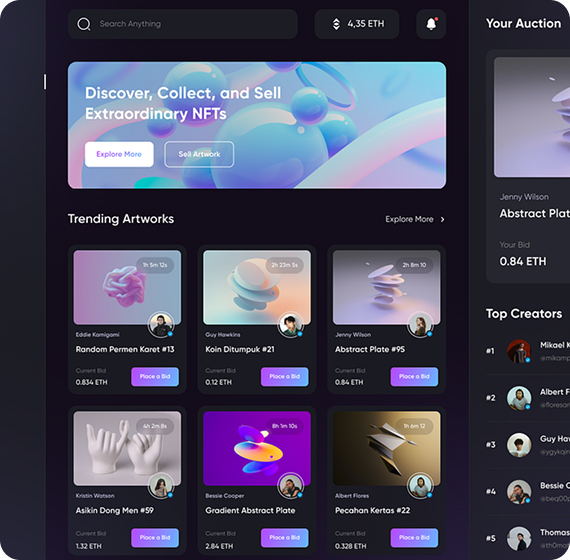 Search Anything
4,35 ETH
Your Auction
Discover, Collect, and Sell
Extraordinary NFTs
Explore More
Sell Artwork
Trending Artworks
Explore More
1h 5m 12s
Eddie Kamigami
Random Permen Karet #13
Current Bid
0.834 ETH
Place a Bid
2h 23m 5s
Guy Hawkins
Koin Ditumpuk #21
Current Bid
0.12 ETH
Place a Bid
2h 8m 10
Jenny Wilson
Abstract Plate #95
Current Bid
0.84 ETH
Place a Bid
4h 2m 8s
Kristin Watson
Asikin Dong Men #59
Current Bid
1.32 ETH
Place a Bid
8h 1m 10s
Bessie Cooper
Gradient Abstract Plate
Current Bid
2.84 ETH
Place a Bid
1h 6m 12
Albert Flores
Pecahan Kertas #22
Current Bid
0.328 ETH
Place a Bid
Jenny Wilson
Abstract Plat
Your Bid
0.84 ETH
Top Creators
#1
Mikael K
@mikamp
#2
Albert F
@floresar
#3
Guy Haw
@ygykajn
#4
Bessie C
@beq00p
#5
Thomas
@th0mas